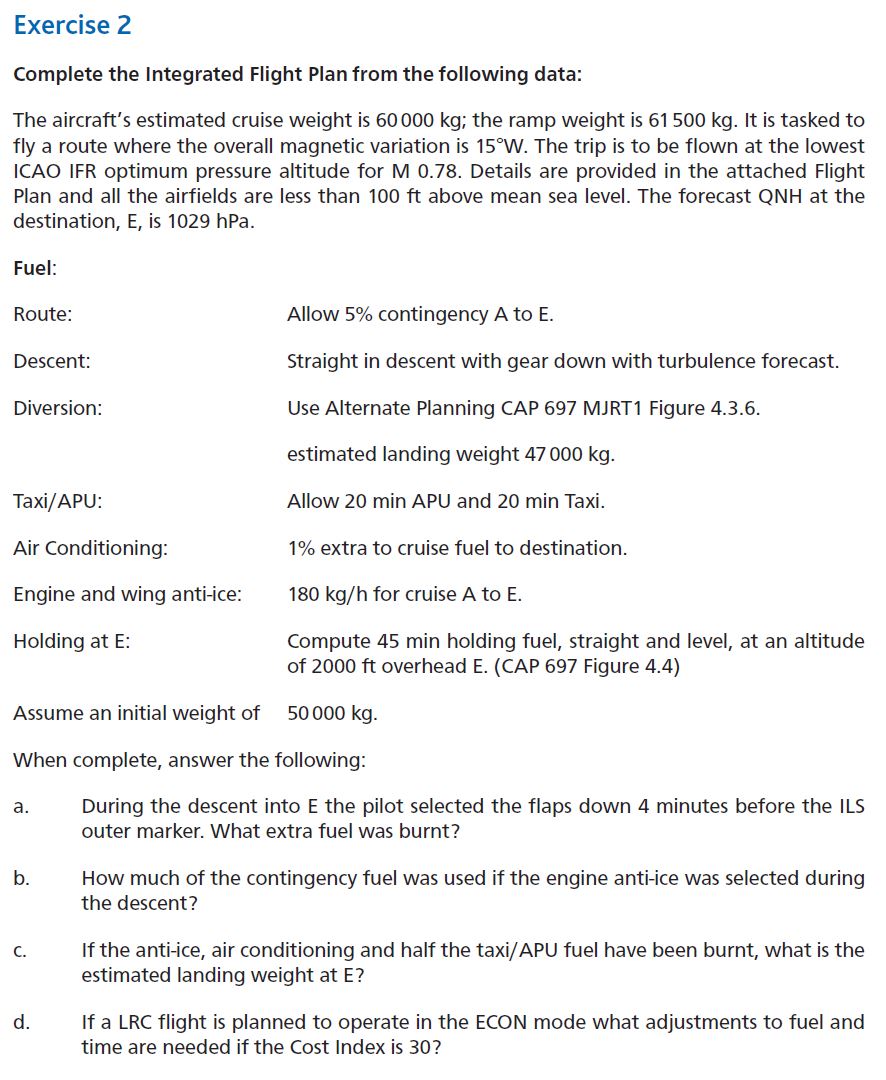 Exercise 2
Complete the Integrated Flight Plan from the following data:
The aircraft's estimated cruise weight is 60 000 kg; the ramp weight is 61 500 kg. It is tasked to
fly a route where the overall magnetic variation is 15°W. The trip is to be flown at the lowest
ICAO IFR optimum pressure altitude for M 0.78. Details are provided in the attached Flight
Plan and all the airfields are less than 100 ft above mean sea level. The forecast QNH at the
destination, E, is 1029 hPa.
Fuel:
Route: Allow 5% contingency A to E.
Descent: Straight in descent with gear down with turbulence forecast.
Diversion: Use Alternate Planning CAP 697 MJRT1 Figure 4.3.6.
estimated landing weight 47 000 kg.
Taxi/APU: Allow 20 min APU and 20 min Taxi.
Air Conditioning: 1% extra to cruise fuel to destination.
Engine and wing anti-ice: 180 kg/h for cruise A to E.
Holding at E: Compute 45 min holding fuel, straight and level, at an altitude
of 2000 ft overhead E. (CAP 697 Figure 4.4)
Assume an initial weight of 50 000 kg.
When complete, answer the following:
a. During the descent into E the pilot selected the flaps down 4 minutes before the ILS
outer marker. What extra fuel was burnt?
b. How much of the contingency fuel was used if the engine anti-ice was selected during
the descent?
c. If the anti-ice, air conditioning and half the taxi/APU fuel have been burnt, what is the
estimated landing weight at E?
d. If a LRC flight is planned to operate in the ECON mode what adjustments to fuel and
time are needed if the Cost Index is 30?